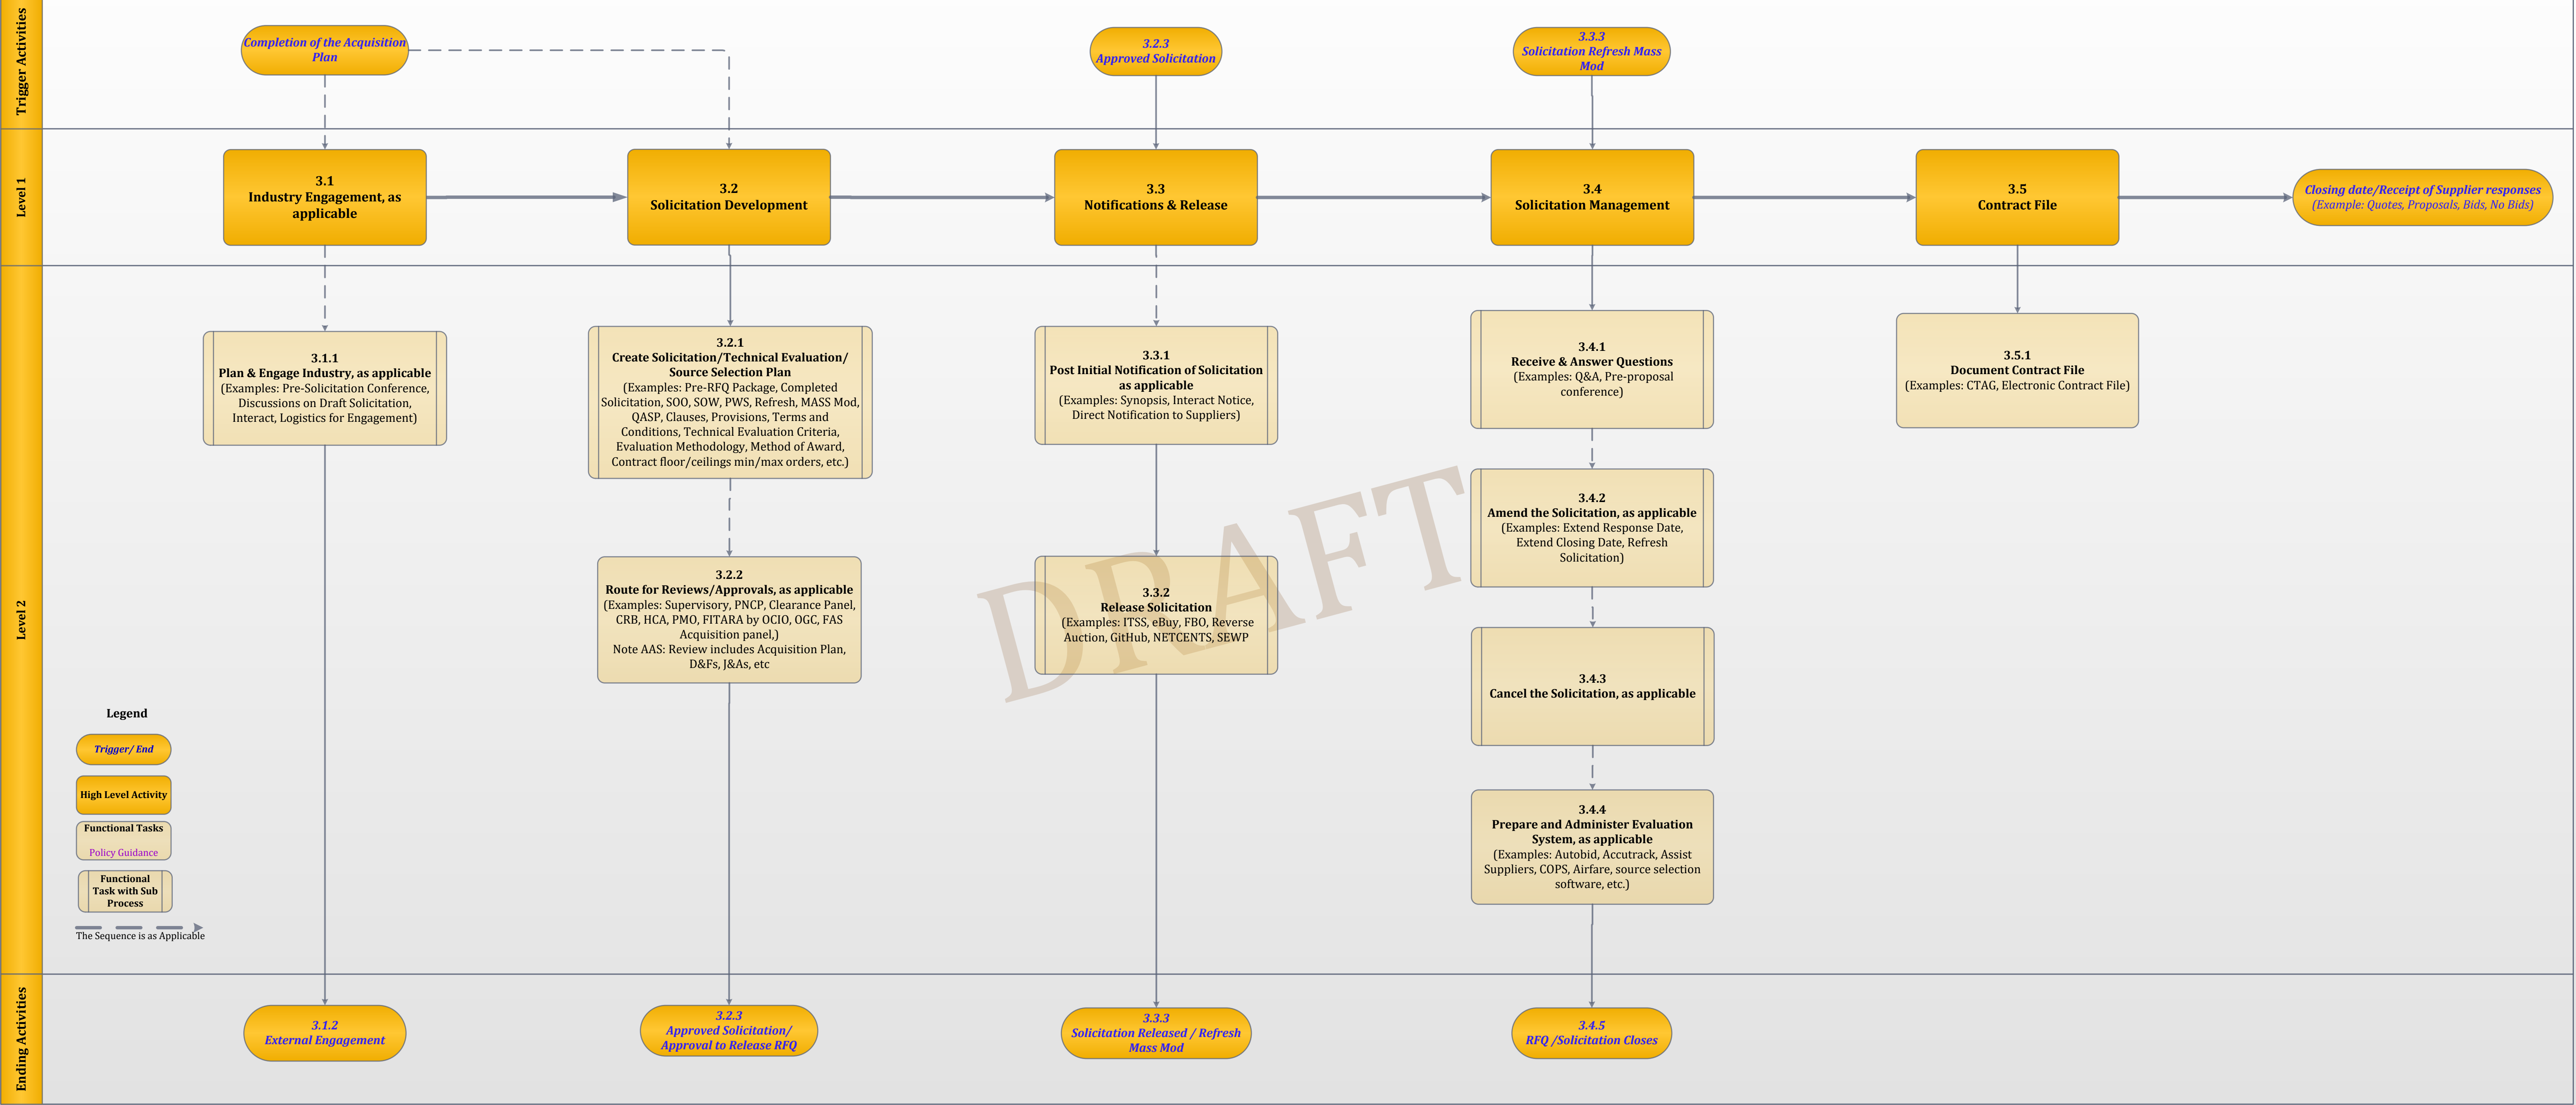 Trigger Activities
Completion of the Acquisition
Plan
3.2.3
Approved Solicitation
3.3.3
Solicitation Refresh Mass
Mod
Level 1
3.1
Industry Engagement, as
applicable
3.2
Solicitation Development
3.3
Notifications & Release
3.4
Solicitation Management
3.5
Contract File
Closing date/Receipt of Supplier responses
(Example: Quotes, Proposals, Bids, No Bids)
Level 2
3.1.1
Plan & Engage Industry, as applicable
(Examples: Pre-Solicitation Conference,
Discussions on Draft Solicitation,
Interact, Logistics for Engagement)
3.2.1
Create Solicitation/Technical Evaluation/
Source Selection Plan
(Examples: Pre-RFQ Package, Completed
Solicitation, SOO, SOW, PWS, Refresh, MASS Mod,
QASP, Clauses, Provisions, Terms and
Conditions, Technical Evaluation Criteria,
Evaluation Methodology, Method of Award,
Contract floor/ceilings min/max orders, etc.)
3.2.2
Route for Reviews/Approvals, as applicable
(Examples: Supervisory, PNCP, Clearance Panel,
CRB, HCA, PMO, FITARA by OCIO, OGC, FAS
Acquisition panel,)
Note AAS: Review includes Acquisition Plan,
D&Fs, J&As, etc
3.3.1
Post Initial Notification of Solicitation
as applicable
(Examples: Synopsis, Interact Notice,
Direct Notification to Suppliers)
3.3.2
Release Solicitation
(Examples: ITSS, eBuy, FBO, Reverse
Auction, GitHub, NETCENTS, SEWP
DRAFT
3.4.1
Receive & Answer Questions
(Examples: Q&A, Pre-proposal
conference)
3.4.2
Amend the Solicitation, as applicable
(Examples: Extend Response Date,
Extend Closing Date, Refresh
Solicitation)
3.4.3
Cancel the Solicitation, as applicable
3.4.4
Prepare and Administer Evaluation
System, as applicable
(Examples: Autobid, Accutrack, Assist
Suppliers, COPS, Airfare, source selection
software, etc.)
3.5.1
Document Contract File
(Examples: CTAG, Electronic Contract File)
Legend
Trigger/ End
High Level Activity
Functional Tasks
Policy Guidance
Functional
Task with Sub
Process
The Sequence is as Applicable
Ending Activities
3.1.2
External Engagement
3.2.3
Approved Solicitation/
Approval to Release RFQ
3.3.3
Solicitation Released / Refresh
Mass Mod
3.4.5
RFQ /Solicitation Closes